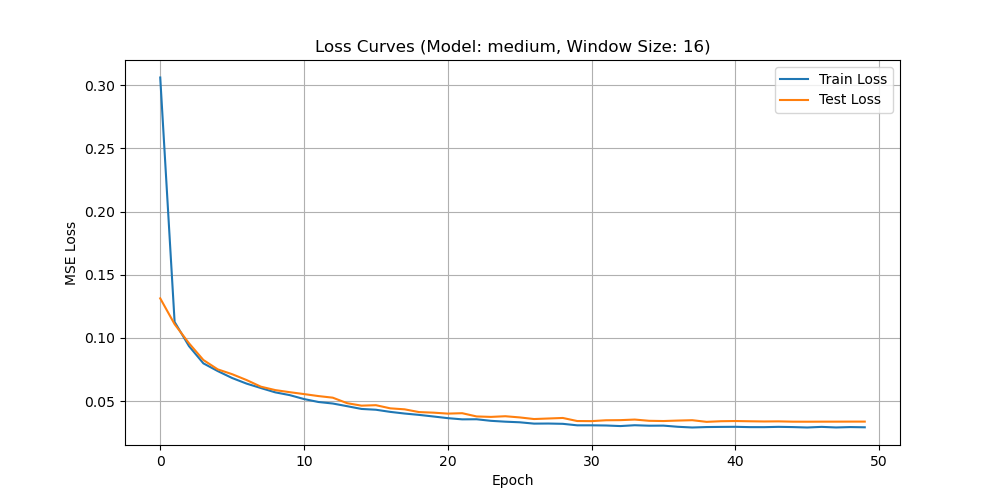 Loss Curves (Model: medium, Window Size: 16)
Train Loss
Test Loss
0.30
0.25
0.20
0.15
0.10
0.05
MSE Loss
0
10
20
30
40
50
Epoch